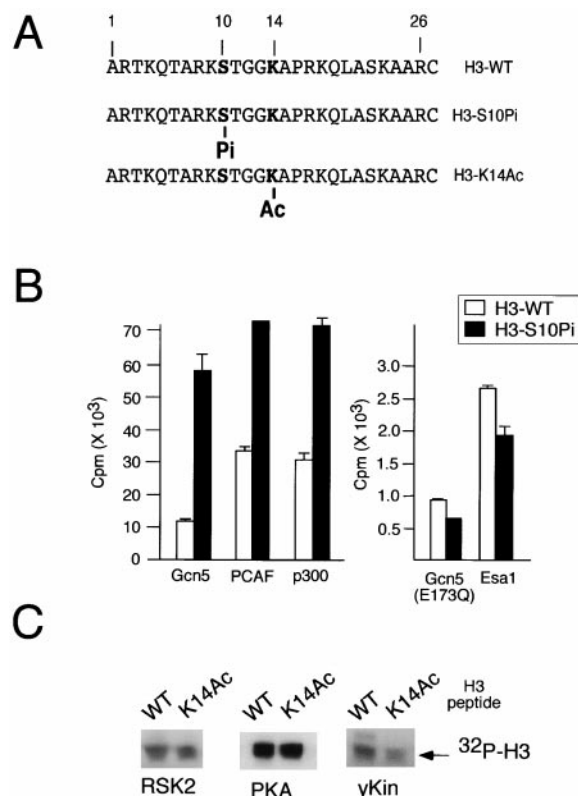 A
1 10 14 26
ARTKQTARKSTGGKAPRKQLASKAARC H3-WT
ARTKQTARKSTGGKAPRKQLASKAARC H3-S10Pi
Pi
ARTKQTARKSTGGKAPRKQLASKAARC H3-K14Ac
Ac
B
H3-WT
H3-S10Pi
Cpm (X 10³)
70
60
50
40
30
20
10
0
Gcn5 PCAF p300
Cpm (X 10³)
3.0
2.5
2.0
1.5
1.0
0.5
Gcn5 (E173Q) Esa1
C
WT K14Ac WT K14Ac WT K14Ac H3 peptide
³²P-H3
RSK2 PKA yKin